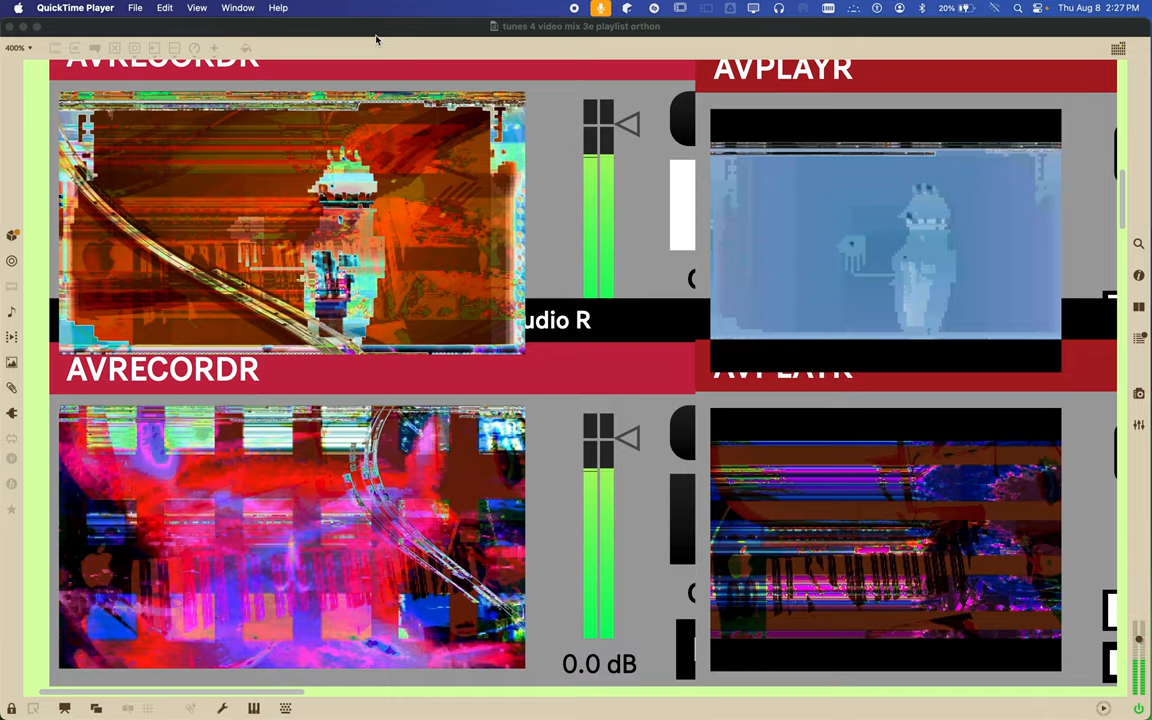 QuickTime Player File Edit View Window Help
20% Thu Aug 8 2:27 PM
tunes 4 video mix 3e playlist orthon
400%
AVRECORDR
AVPLAYR
udio R
AVRECORDR
AVPLAYR
0.0 dB